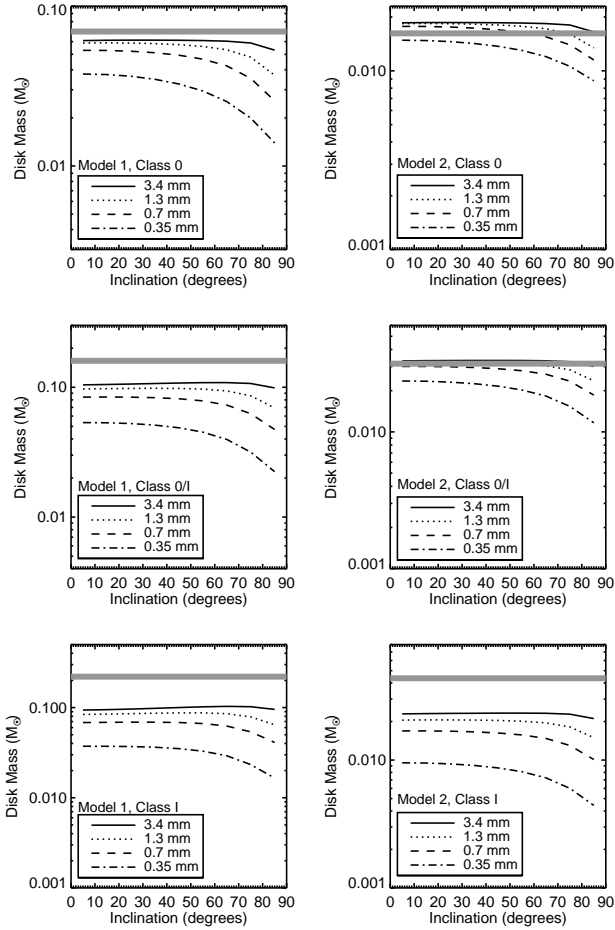 0.10
0.01
Disk Mass (M☉)
Model 1, Class 0
3.4 mm
1.3 mm
0.7 mm
0.35 mm
0 10 20 30 40 50 60 70 80 90
Inclination (degrees)
0.010
0.001
Disk Mass (M☉)
Model 2, Class 0
3.4 mm
1.3 mm
0.7 mm
0.35 mm
0 10 20 30 40 50 60 70 80 90
Inclination (degrees)
0.10
0.01
Disk Mass (M☉)
Model 1, Class 0/I
3.4 mm
1.3 mm
0.7 mm
0.35 mm
0 10 20 30 40 50 60 70 80 90
Inclination (degrees)
0.010
0.001
Disk Mass (M☉)
Model 2, Class 0/I
3.4 mm
1.3 mm
0.7 mm
0.35 mm
0 10 20 30 40 50 60 70 80 90
Inclination (degrees)
0.100
0.010
0.001
Disk Mass (M☉)
Model 1, Class I
3.4 mm
1.3 mm
0.7 mm
0.35 mm
0 10 20 30 40 50 60 70 80 90
Inclination (degrees)
0.010
0.001
Disk Mass (M☉)
Model 2, Class I
3.4 mm
1.3 mm
0.7 mm
0.35 mm
0 10 20 30 40 50 60 70 80 90
Inclination (degrees)